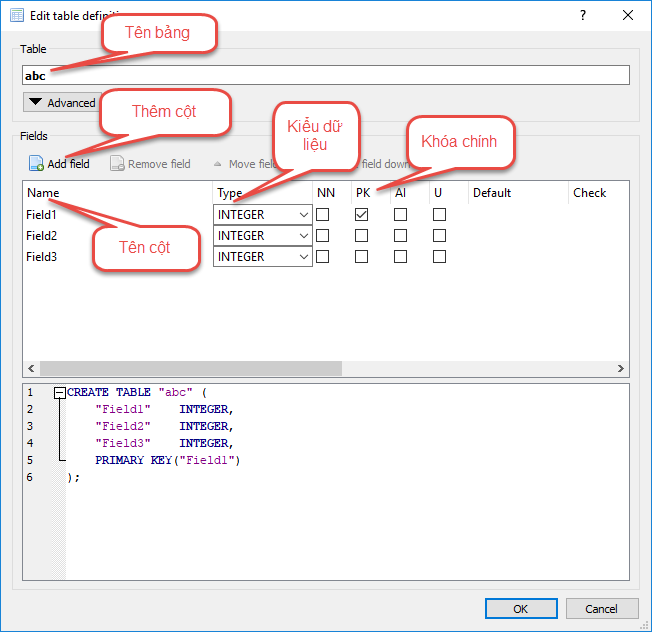 Edit table definiti
?
Tên bảng
Table
abc
Advanced
Thêm cột
Kiểu dữ
liệu
Khóa chính
Fields
Add field
Remove field
Move fiel
field down
Name Type NN PK AI U Default Check
Field1 INTEGER
Field2 INTEGER
Field3 INTEGER
Tên cột
1 CREATE TABLE "abc" (
2 "Field1" INTEGER,
3 "Field2" INTEGER,
4 "Field3" INTEGER,
5 PRIMARY KEY("Field1")
6 );
OK Cancel